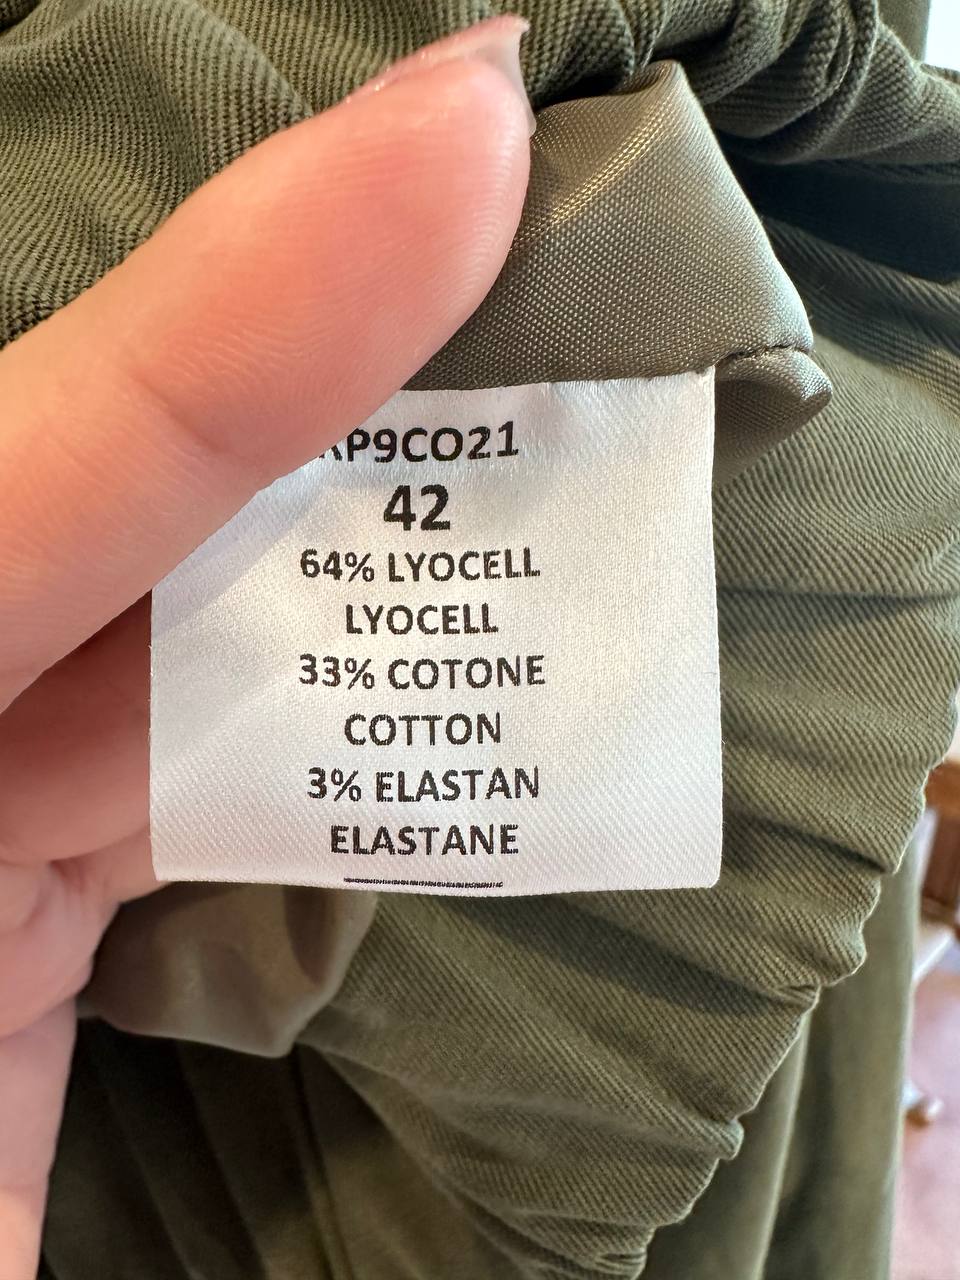 P9CO21
42
64% LYOCELL
LYOCELL
33% COTONE
COTTON
3% ELASTAN
ELASTANE